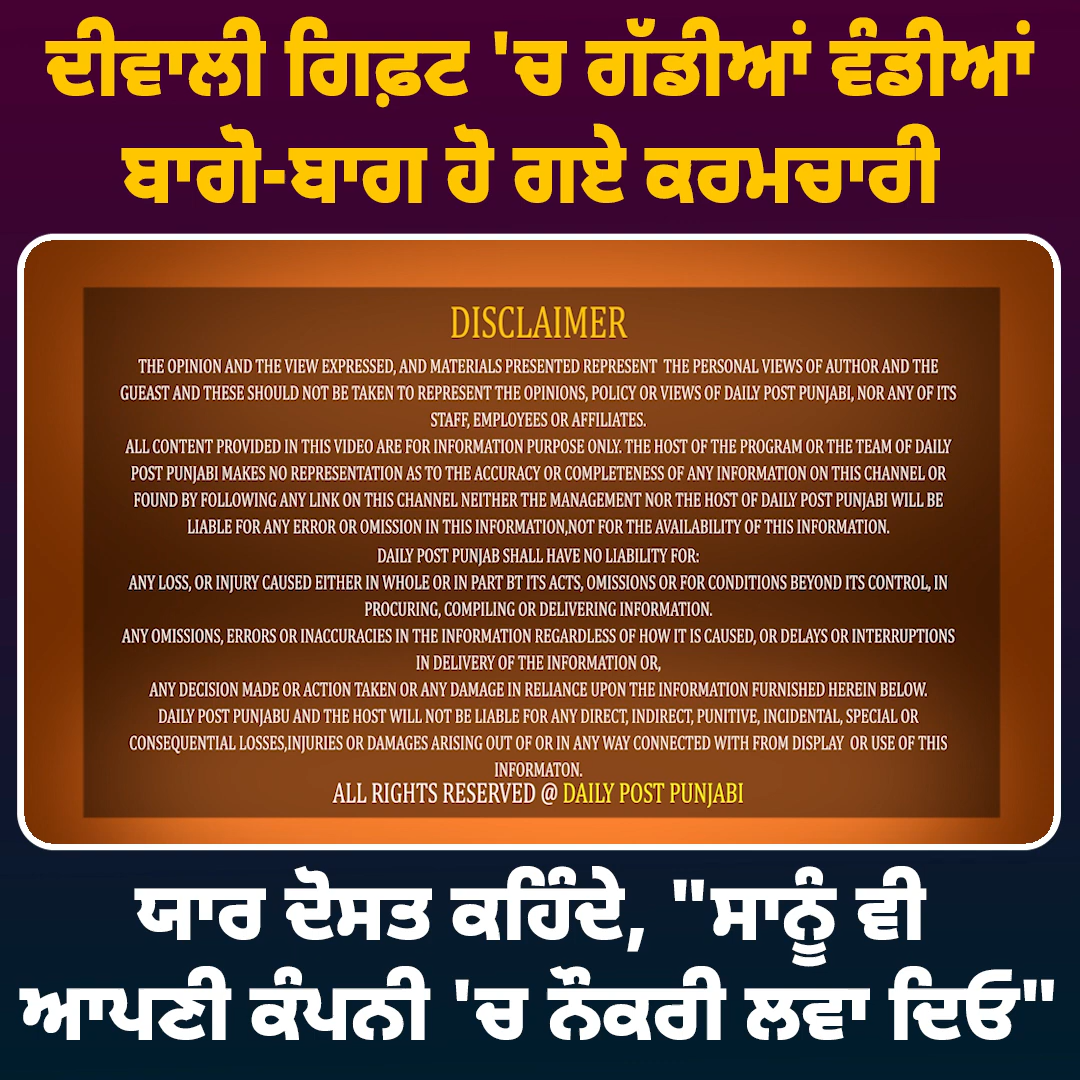 ਦੀਵਾਲੀ ਗਿਫ਼ਟ 'ਚ ਗੱਡੀਆਂ ਵੰਡੀਆਂ
ਬਾਗੋ-ਬਾਗ ਹੋ ਗਏ ਕਰਮਚਾਰੀ
DISCLAIMER
THE OPINION AND THE VIEW EXPRESSED, AND MATERIALS PRESENTED REPRESENT THE PERSONAL VIEWS OF AUTHOR AND THE
GUEAST AND THESE SHOULD NOT BE TAKEN TO REPRESENT THE OPINIONS, POLICY OR VIEWS OF DAILY POST PUNJABI, NOR ANY OF ITS
STAFF, EMPLOYEES OR AFFILIATES.
ALL CONTENT PROVIDED IN THIS VIDEO ARE FOR INFORMATION PURPOSE ONLY. THE HOST OF THE PROGRAM OR THE TEAM OF DAILY
POST PUNJABI MAKES NO REPRESENTATION AS TO THE ACCURACY OR COMPLETENESS OF ANY INFORMATION ON THIS CHANNEL OR
FOUND BY FOLLOWING ANY LINK ON THIS CHANNEL NEITHER THE MANAGEMENT NOR THE HOST OF DAILY POST PUNJABI WILL BE
LIABLE FOR ANY ERROR OR OMISSION IN THIS INFORMATION,NOT FOR THE AVAILABILITY OF THIS INFORMATION.
DAILY POST PUNJAB SHALL HAVE NO LIABILITY FOR:
ANY LOSS, OR INJURY CAUSED EITHER IN WHOLE OR IN PART BT ITS ACTS, OMISSIONS OR FOR CONDITIONS BEYOND ITS CONTROL, IN
PROCURING, COMPILING OR DELIVERING INFORMATION.
ANY OMISSIONS, ERRORS OR INACCURACIES IN THE INFORMATION REGARDLESS OF HOW IT IS CAUSED, OR DELAYS OR INTERRUPTIONS
IN DELIVERY OF THE INFORMATION OR,
ANY DECISION MADE OR ACTION TAKEN OR ANY DAMAGE IN RELIANCE UPON THE INFORMATION FURNISHED HEREIN BELOW.
DAILY POST PUNJABU AND THE HOST WILL NOT BE LIABLE FOR ANY DIRECT, INDIRECT, PUNITIVE, INCIDENTAL, SPECIAL OR
CONSEQUENTIAL LOSSES,INJURIES OR DAMAGES ARISING OUT OF OR IN ANY WAY CONNECTED WITH FROM DISPLAY OR USE OF THIS
INFORMATON.
ALL RIGHTS RESERVED @ DAILY POST PUNJABI
ਯਾਰ ਦੋਸਤ ਕਹਿੰਦੇ, "ਸਾਨੂੰ ਵੀ
ਆਪਣੀ ਕੰਪਨੀ 'ਚ ਨੌਕਰੀ ਲਵਾ ਦਿਓ"